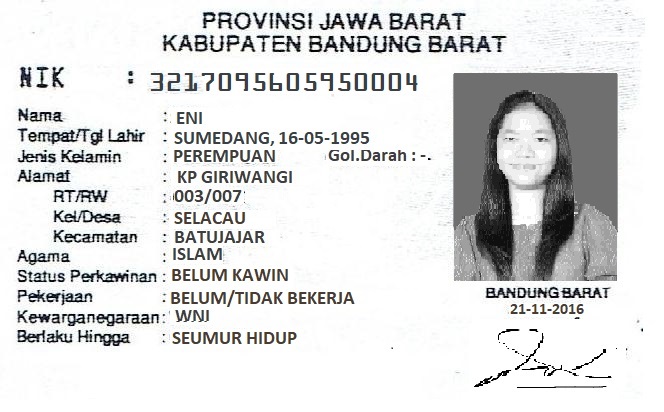 PROVINSI JAWA BARAT
KABUPATEN BANDUNG BARAT
NIK : 3217095605950004
Nama : ENI
Tempat/Tgl Lahir : SUMEDANG, 16-05-1995
Jenis Kelamin : PEREMPUAN Gol.Darah : -.
Alamat : KP GIRIWANGI
RT/RW : 003/007
Kel/Desa : SELACAU
Kecamatan : BATUJAJAR
Agama : ISLAM
Status Perkawinan : BELUM KAWIN
Pekerjaan : BELUM/TIDAK BEKERJA
Kewarganegaraan : WNI
Berlaku Hingga : SEUMUR HIDUP
BANDUNG BARAT
21-11-2016